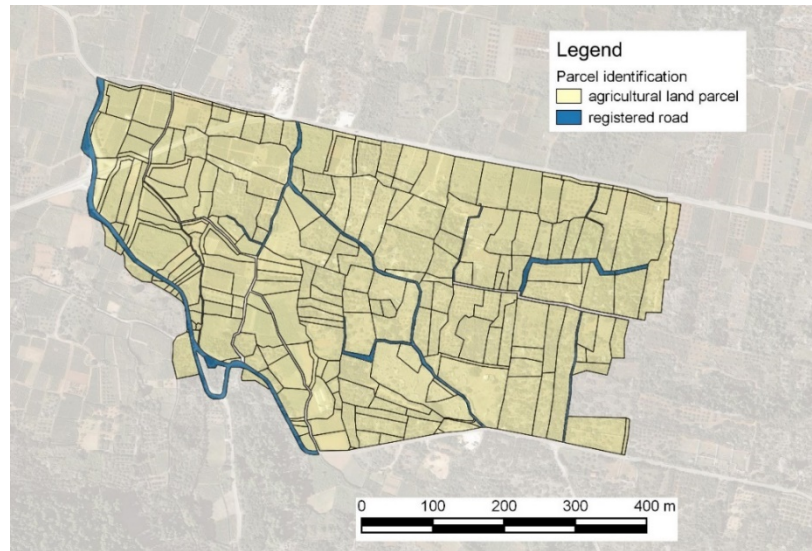 Legend
Parcel identification
agricultural land parcel
registered road
0 100 200 300 400 m